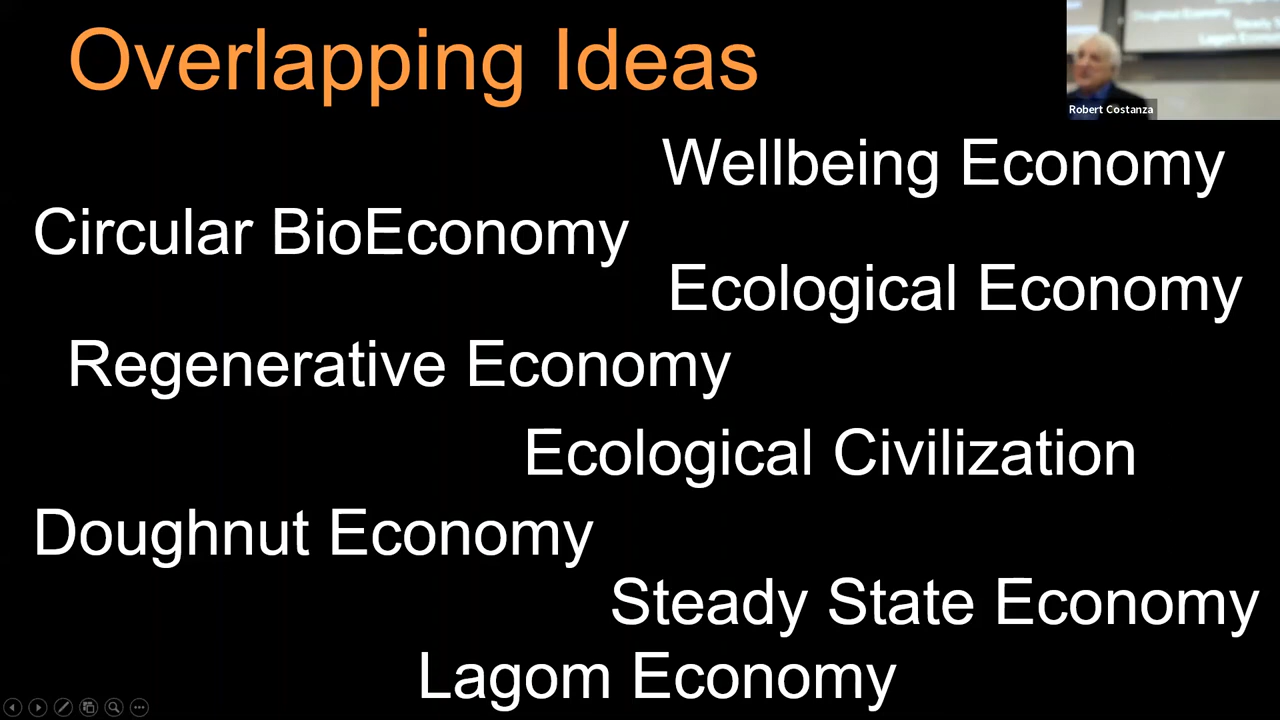 Overlapping Ideas
Robert Costanza
Wellbeing Economy
Circular BioEconomy
Ecological Economy
Regenerative Economy
Ecological Civilization
Doughnut Economy
Steady State Economy
Lagom Economy